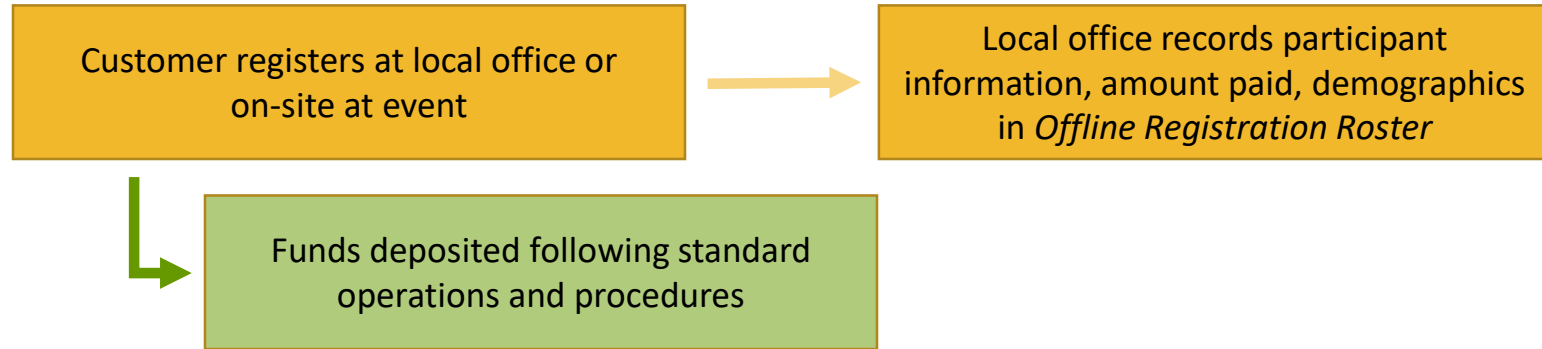 Customer registers at local office or
on-site at event
Local office records participant
information, amount paid, demographics
in Offline Registration Roster
Funds deposited following standard
operations and procedures